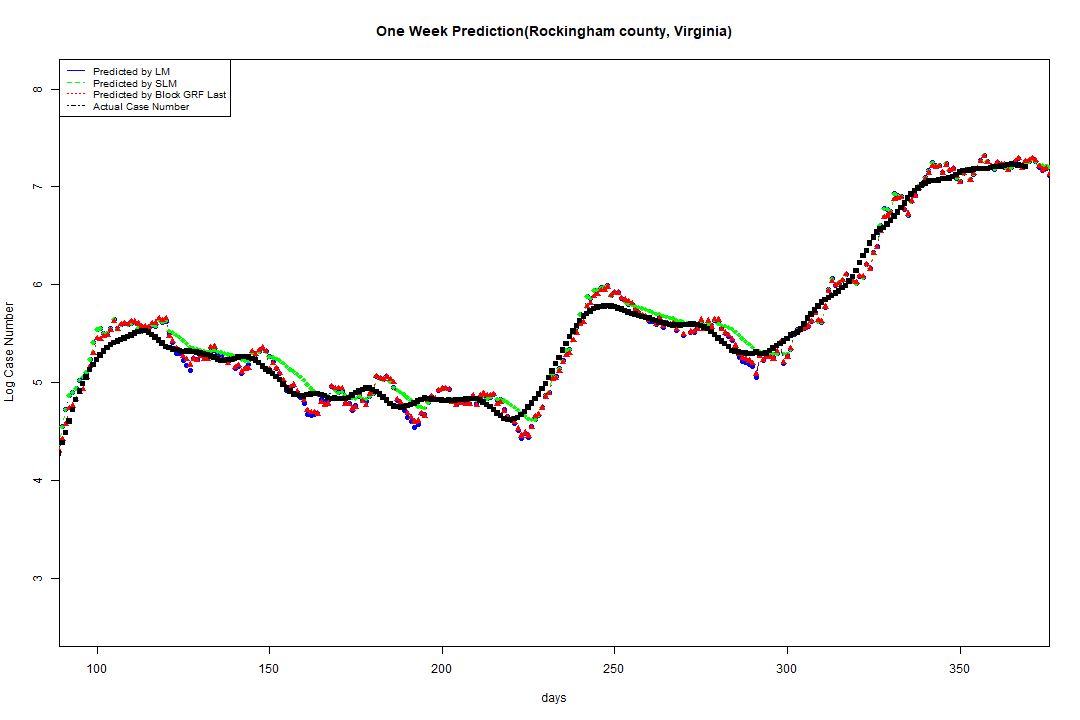 One Week Prediction(Rockingham county, Virginia)
Predicted by LM
Predicted by SLM
Predicted by Block GRF Last
Actual Case Number
8
7
6
5
4
3
Log Case Number
100 150 200 250 300 350
days